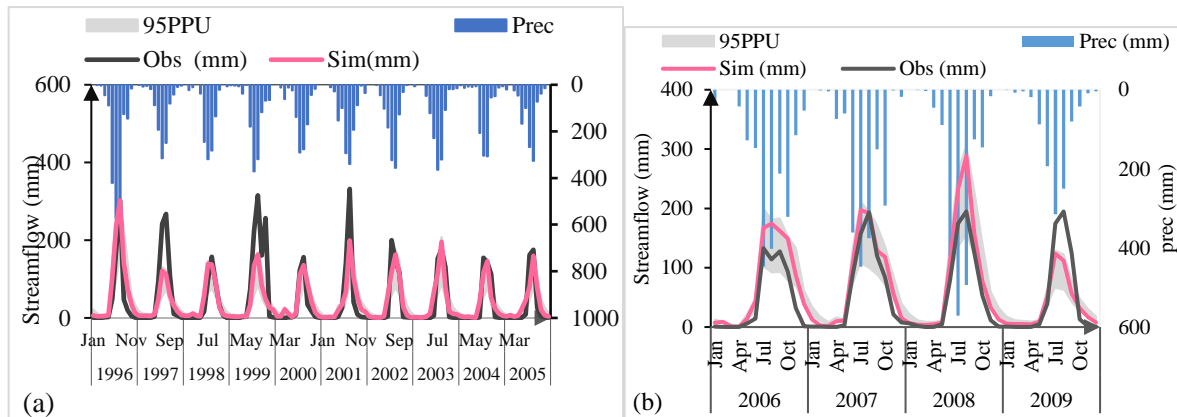 95PPU Prec
Obs (mm) Sim(mm)
600 0
400 200
400
200 600
800
0 1000
Streamflow (mm)
Jan Nov Sep Jul May Mar Jan Nov Sep Jul May Mar
1996 1997 1998 1999 2000 2001 2002 2003 2004 2005
(a)
95PPU Prec (mm)
Sim (mm) Obs (mm)
400 0
300
200
200
400
100
0 600
Streamflow (mm)
prec (mm)
Jan Apr Jul Oct Jan Apr Jul Oct Jan Apr Jul Oct Jan Apr Jul Oct
2006 2007 2008 2009
(b)